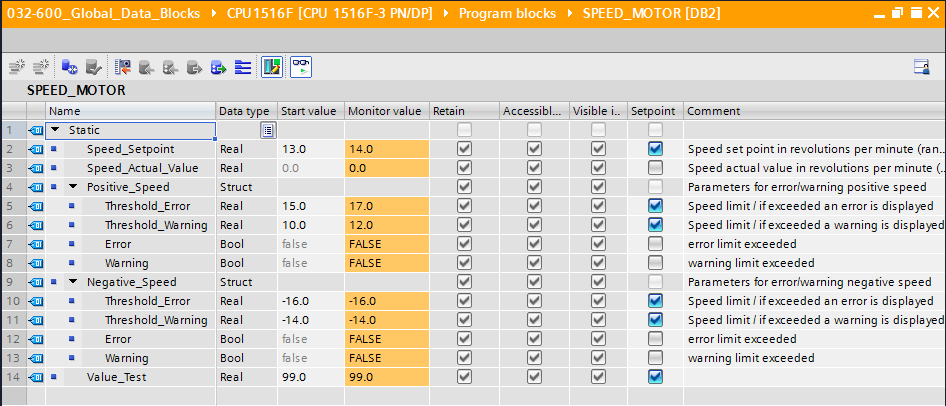 032-600_Global_Data_Blocks CPU1516F [CPU 1516F-3 PN/DP] Program blocks SPEED_MOTOR [DB2]
SPEED_MOTOR
Name Data type Start value Monitor value Retain Accessibl... Visible i.. Setpoint Comment
1 Static
2 Speed_Setpoint Real 13.0 14.0 Speed set point in revolutions per minute (ran...
3 Speed_Actual_Value Real 0.0 0.0 Speed actual value in revolutions per minute (...
4 Positive_Speed Struct Parameters for error/warning positive speed
5 Threshold_Error Real 15.0 17.0 Speed limit / if exceeded an error is displayed
6 Threshold_Warning Real 10.0 12.0 Speed limit / if exceeded a warning is displayed
7 Error Bool false FALSE error limit exceeded
8 Warning Bool false FALSE warning limit exceeded
9 Negative_Speed Struct Parameters for error/warning negative speed
10 Threshold_Error Real -16.0 -16.0 Speed limit / if exceeded an error is displayed
11 Threshold_Warning Real -14.0 -14.0 Speed limit / if exceeded a warning is displayed
12 Error Bool false FALSE error limit exceeded
13 Warning Bool false FALSE warning limit exceeded
14 Value_Test Real 99.0 99.0